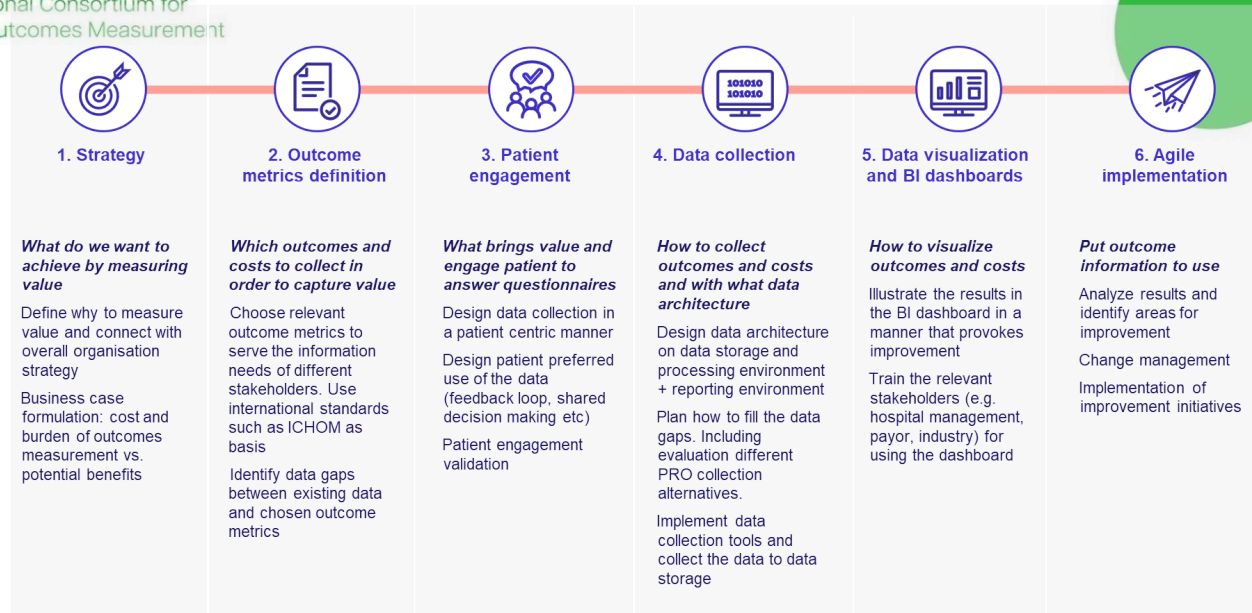 onal Consortium for
utcomes Measurement
101010
101010
1. Strategy
What do we want to
achieve by measuring
value
Define why to measure
value and connect with
overall organisation
strategy
Business case
formulation: cost and
burden of outcomes
measurement vs.
potential benefits
2. Outcome
metrics definition
Which outcomes and
costs to collect in
order to capture value
Choose relevant
outcome metrics to
serve the information
needs of different
stakeholders. Use
international standards
such as ICHOM as
basis
Identify data gaps
between existing data
and chosen outcome
metrics
3. Patient
engagement
What brings value and
engage patient to
answer questionnaires
Design data collection in
a patient centric manner
Design patient preferred
use of the data
(feedback loop, shared
decision making etc)
Patient engagement
validation
4. Data collection
How to collect
outcomes and costs
and with what data
architecture
Design data architecture
on data storage and
processing environment
+ reporting environment
Plan how to fill the data
gaps. Including
evaluation different
PRO collection
alternatives.
Implement data
collection tools and
collect the data to data
storage
5. Data visualization
and BI dashboards
How to visualize
outcomes and costs
Illustrate the results in
the BI dashboard in a
manner that provokes
improvement
Train the relevant
stakeholders (e.g.
hospital management,
payor, industry) for
using the dashboard
6. Agile
implementation
Put outcome
information to use
Analyze results and
identify areas for
improvement
Change management
Implementation of
improvement initiatives